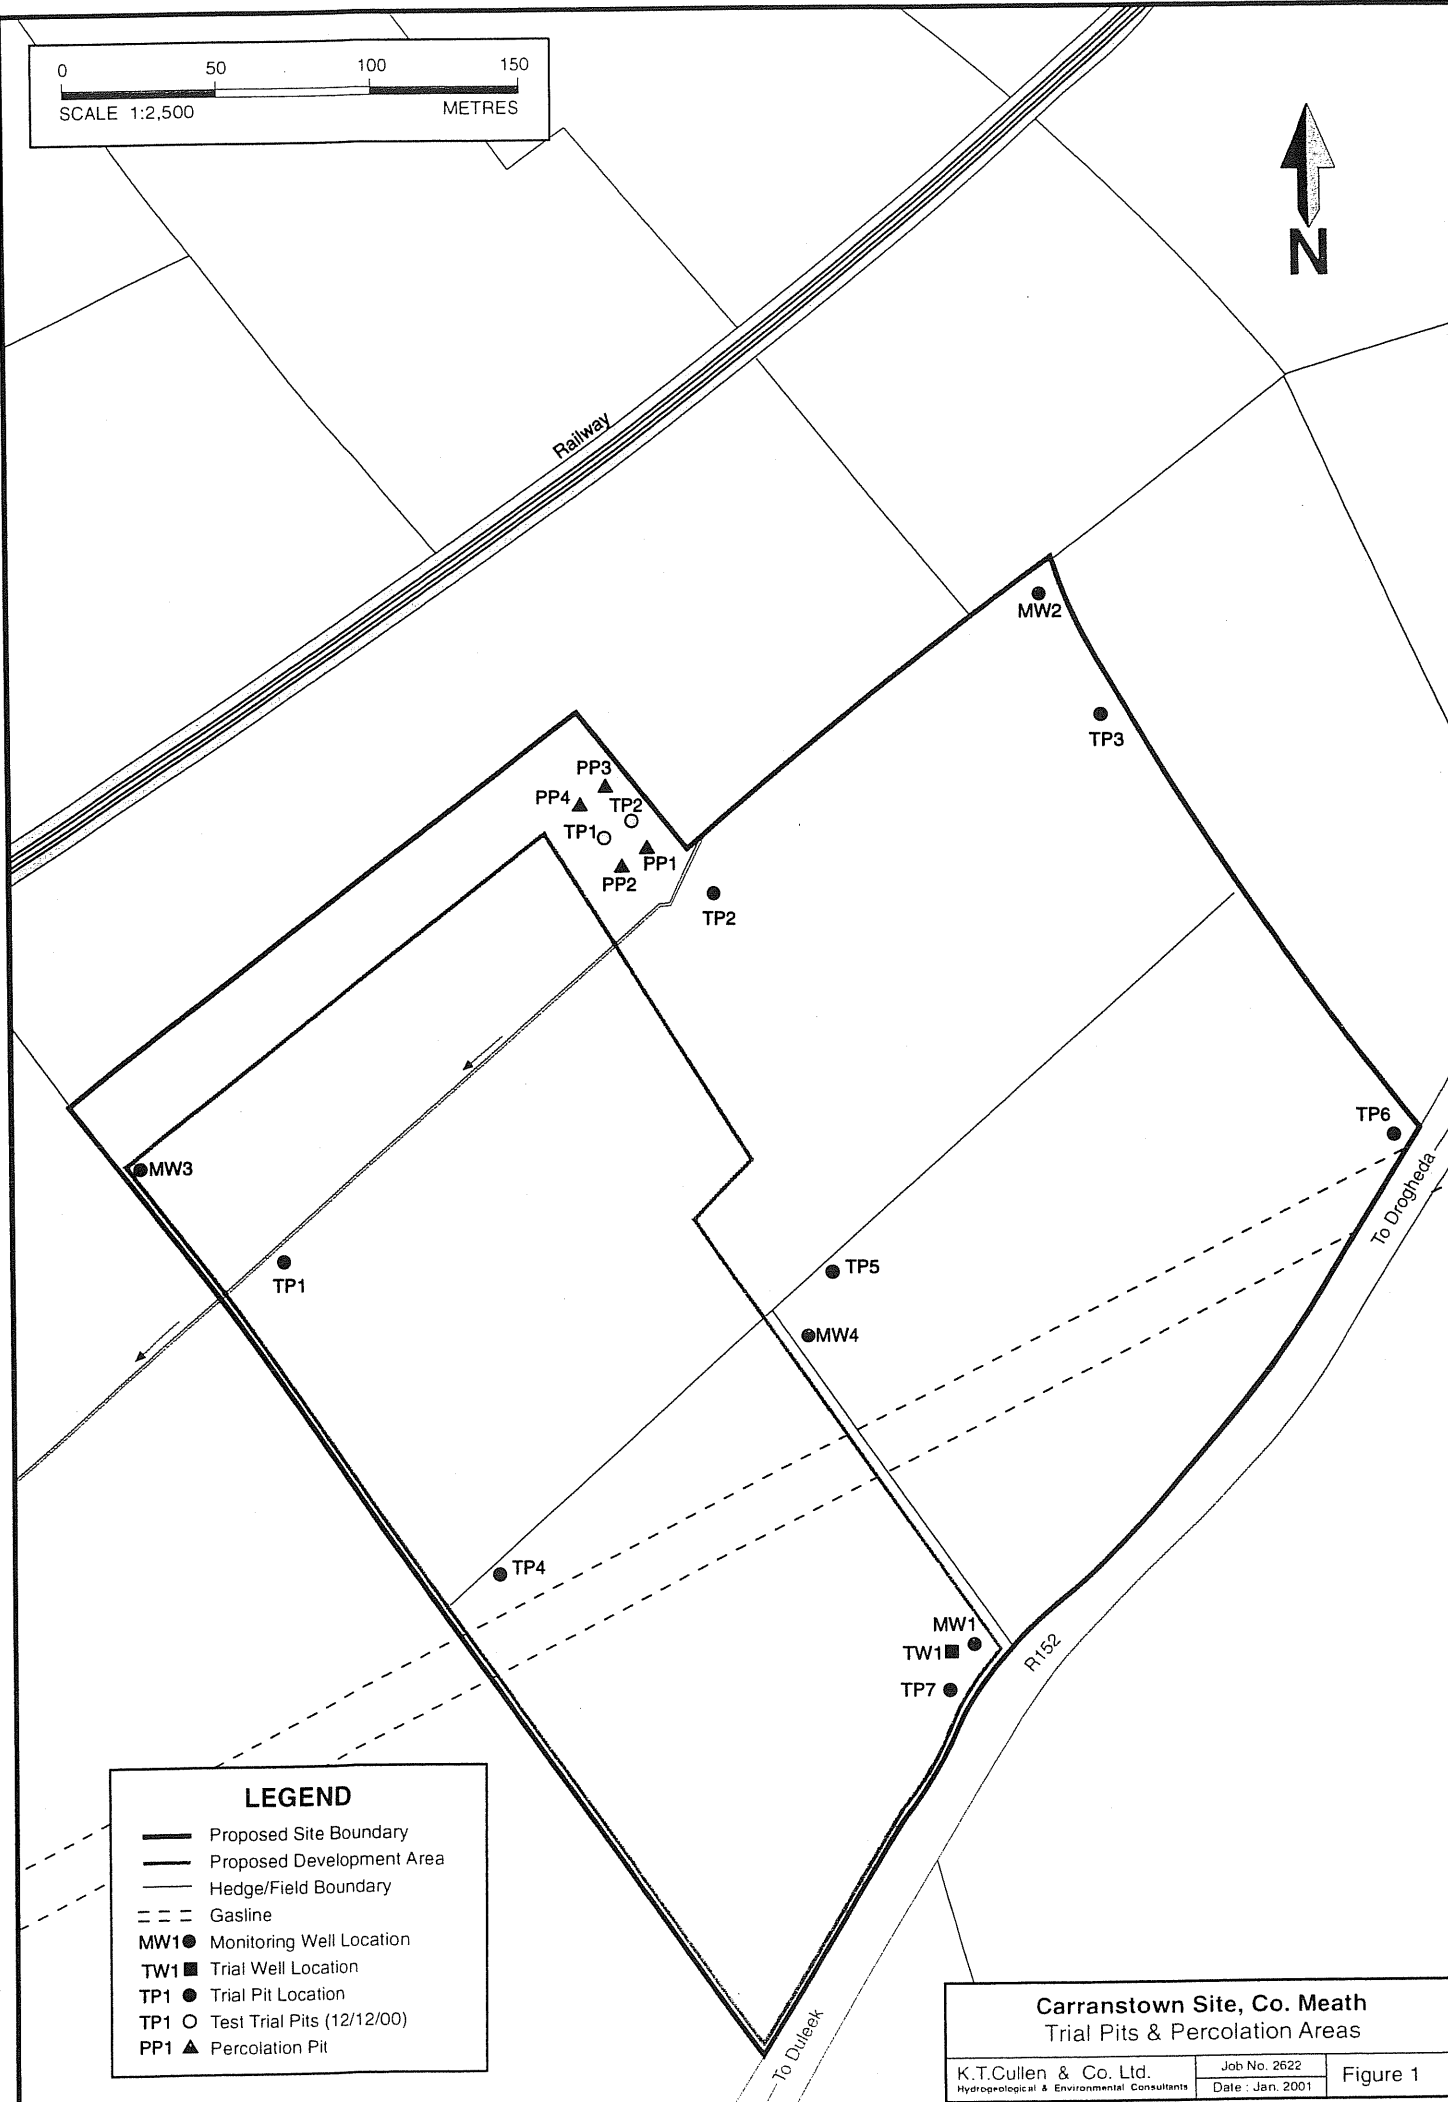 0 50 100 150
SCALE 1:2,500 METRES
N
Railway
MW2
TP3
PP3
PP4
TP2
TP1
PP1
PP2
TP2
TP6
MW3
To Drogheda
TP5
TP1
MW4
TP4
MW1
TW1
R152
TP7
LEGEND
Proposed Site Boundary
Proposed Development Area
Hedge/Field Boundary
Gasline
MW1 Monitoring Well Location
TW1 Trial Well Location
TP1 Trial Pit Location
TP1 Test Trial Pits (12/12/00)
PP1 Percolation Pit
To Duleek
Carranstown Site, Co. Meath
Trial Pits & Percolation Areas
K.T.Cullen & Co. Ltd.
Hydrogeological & Environmental Consultants
Job No. 2622
Date : Jan. 2001
Figure 1